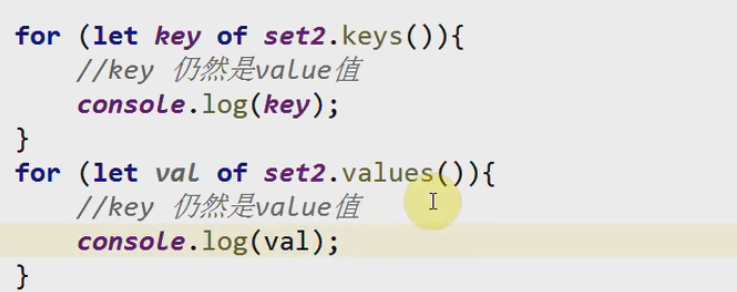 for (let key of set2.keys()){
    //key 仍然是value值
    console.log(key);
}
for (let val of set2.values()){
    //key 仍然是value值
    console.log(val);
}